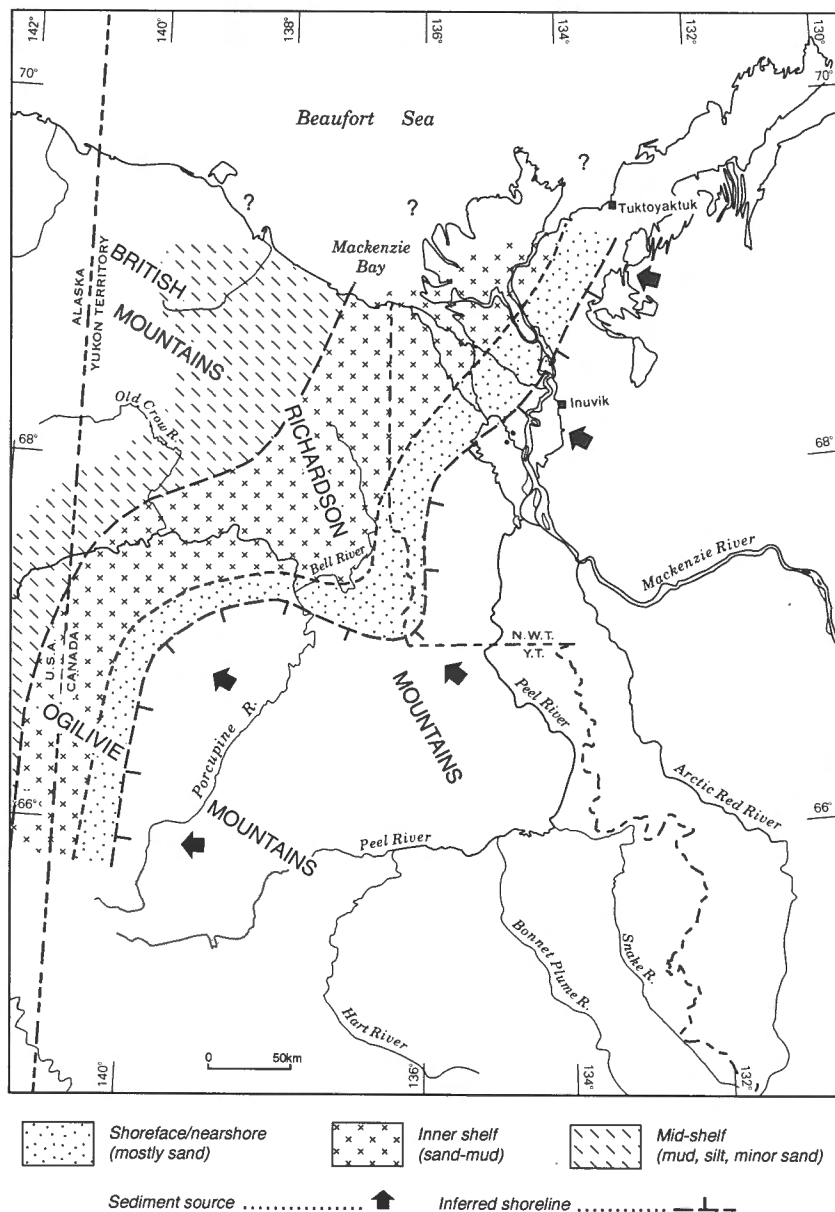 142°
140°
138°
136°
134°
132°
130°
70°
70°
Beaufort Sea
?
?
?
Tuktoyaktuk
Mackenzie
Bay
BRITISH
MOUNTAINS
ALASKA
YUKON TERRITORY
Old Crow R.
Inuvik
68°
68°
RICHARDSON
Bell River
Mackenzie River
N.W.T.
Y.T.
U.S.A.
CANADA
OGILIVIE
Porcupine R.
MOUNTAINS
Peel River
66°
66°
MOUNTAINS
Peel River
Arctic Red River
Bonnet Plume R.
Snake R.
Hart River
0 50km
140°
136°
134°
132°
Shoreface/nearshore
(mostly sand)
Inner shelf
(sand-mud)
Mid-shelf
(mud, silt, minor sand)
Sediment source ..............
Inferred shoreline ............